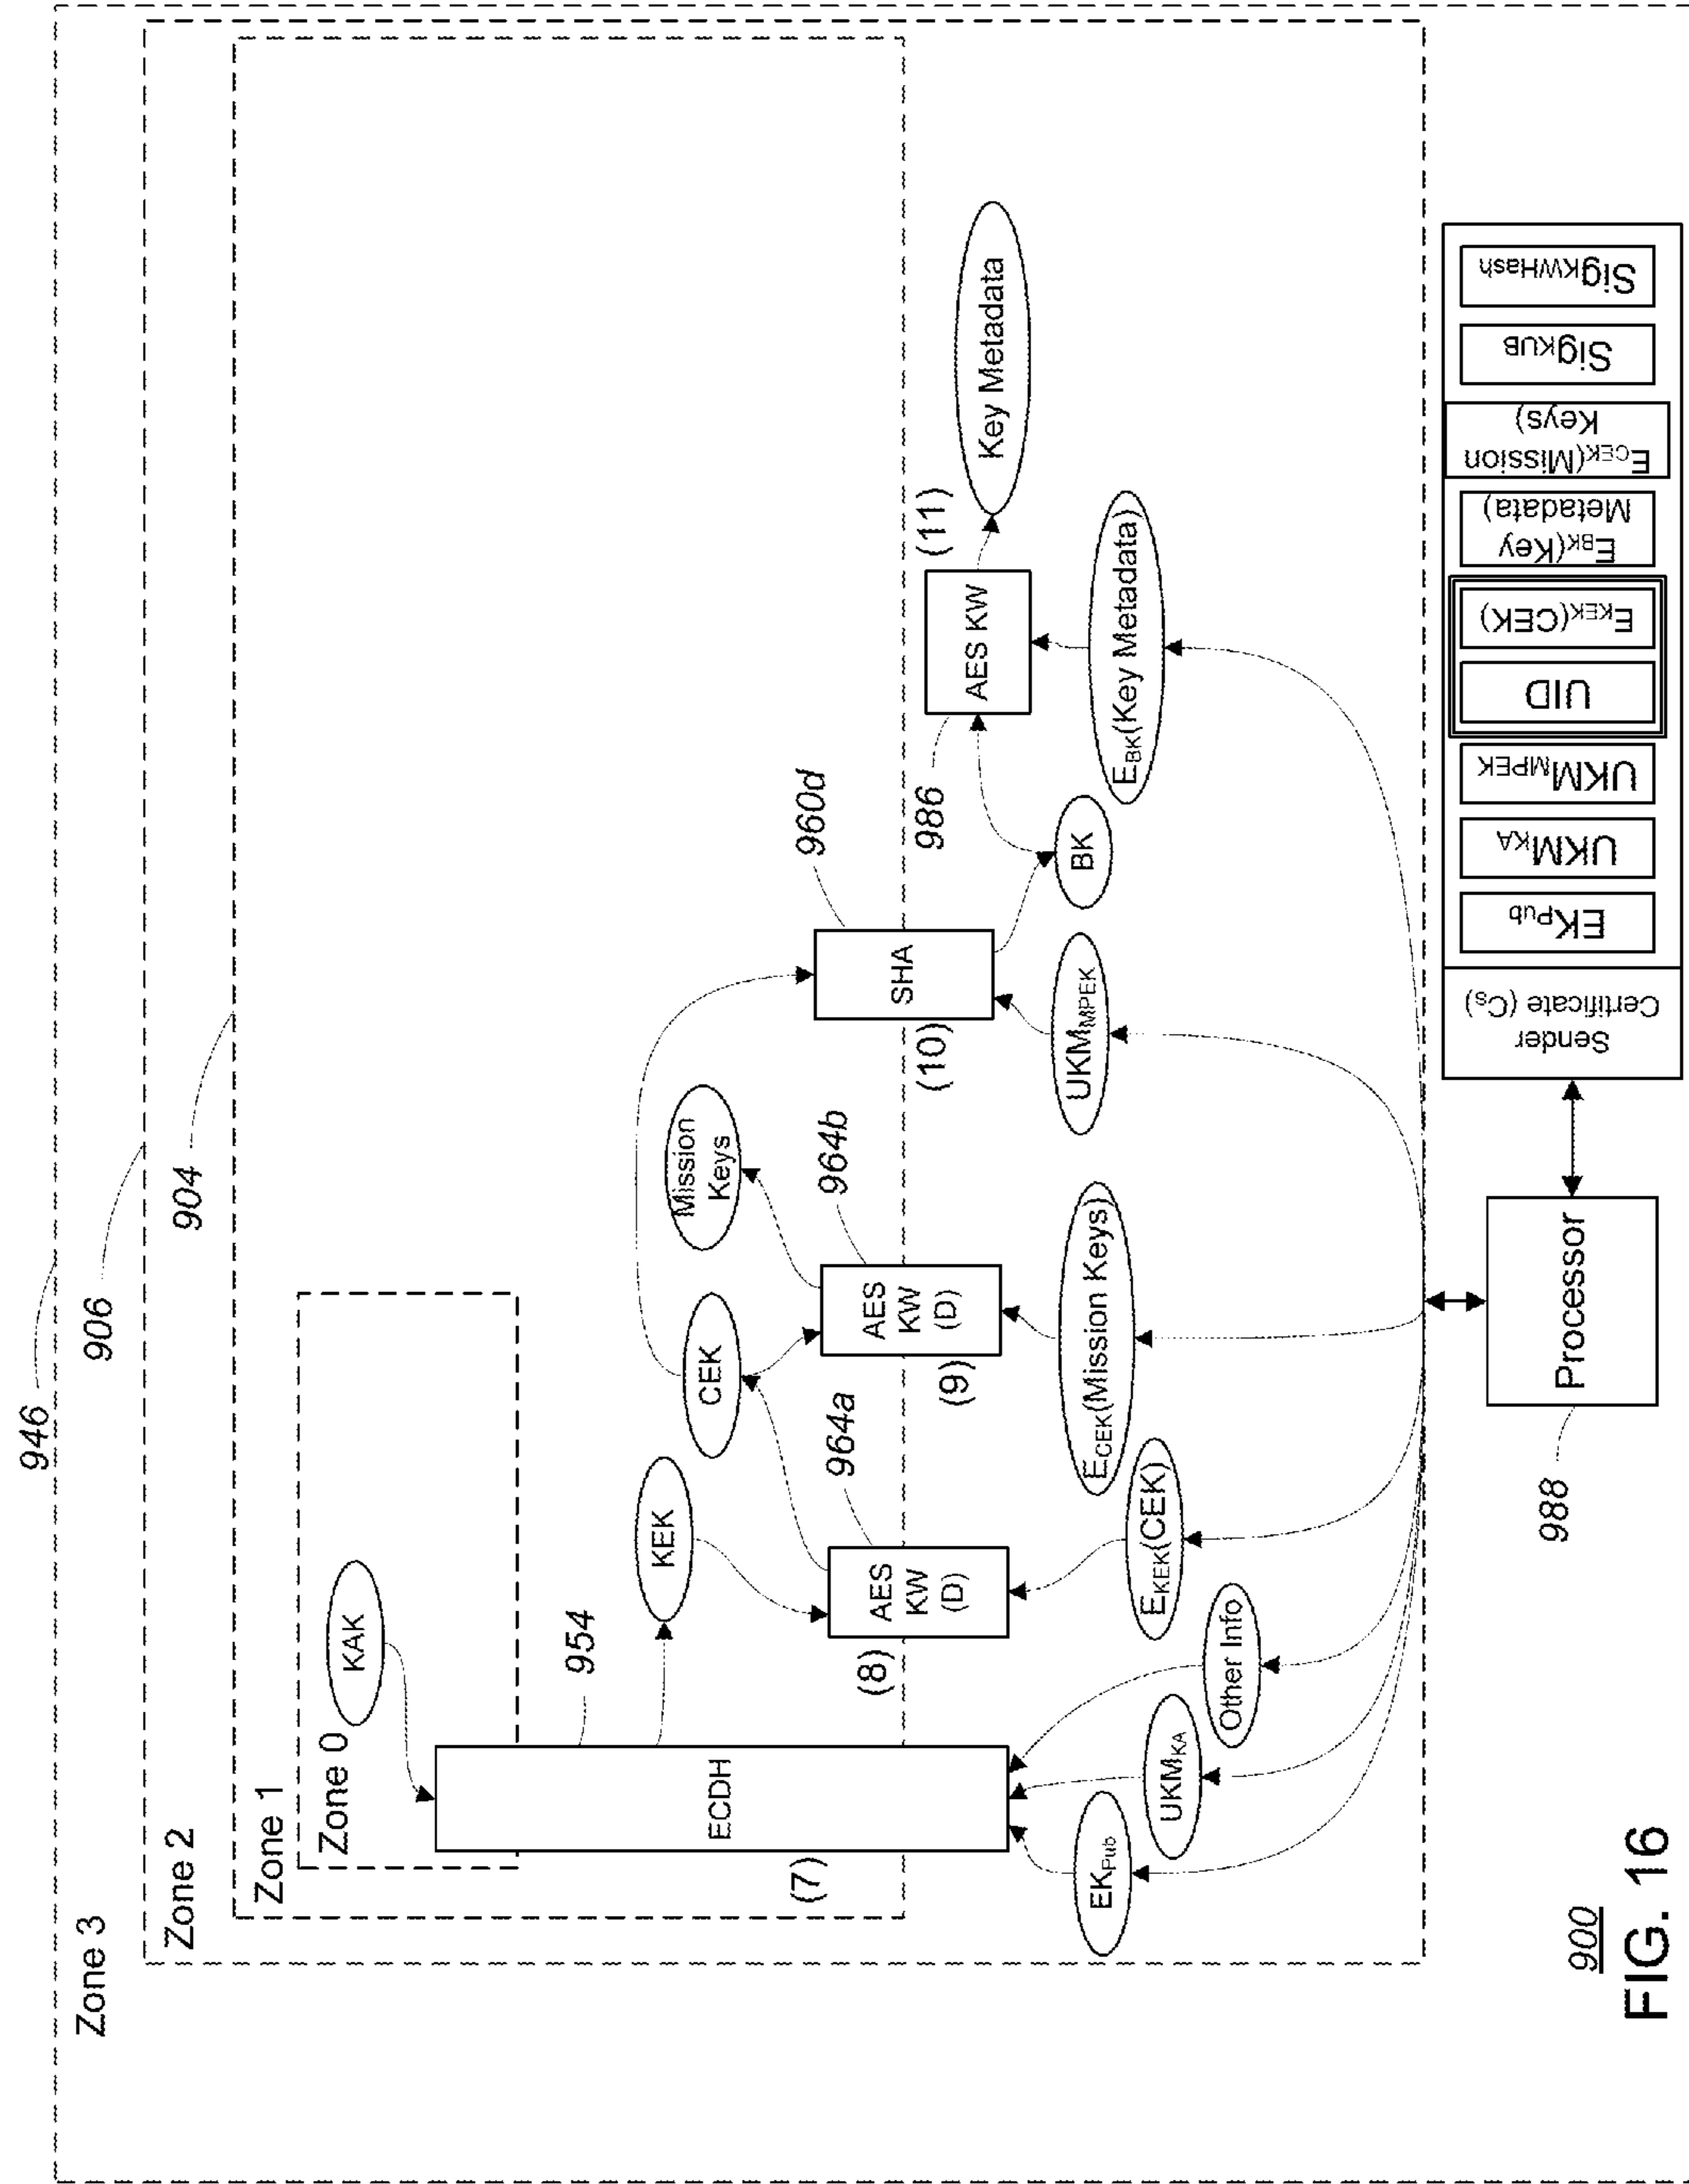 Zone 3
946
906
904
Zone 2
Zone 1
Zone 0
KAK
954
ECDH
(7)
KEK
CEK
Mission
Keys
964a
AES
KW
(D)
(8)
964b
AES
KW
(D)
(9)
960d
SHA
(10)
986
AES KW
(11)
Key Metadata
BK
EKPub
UKMKA
Other Info
EKEK(CEK)
ECEK(Mission Keys)
UKMMPEK
EBK(Key Metadata)
988
Processor
Sender
Certificate (CS)
EKPub
UKMKA
UKMMPEK
UID
EKEK(CEK)
EBK(Key
Metadata)
ECEK(Mission
Keys)
SigKUB
SigKWHash
900
FIG. 16